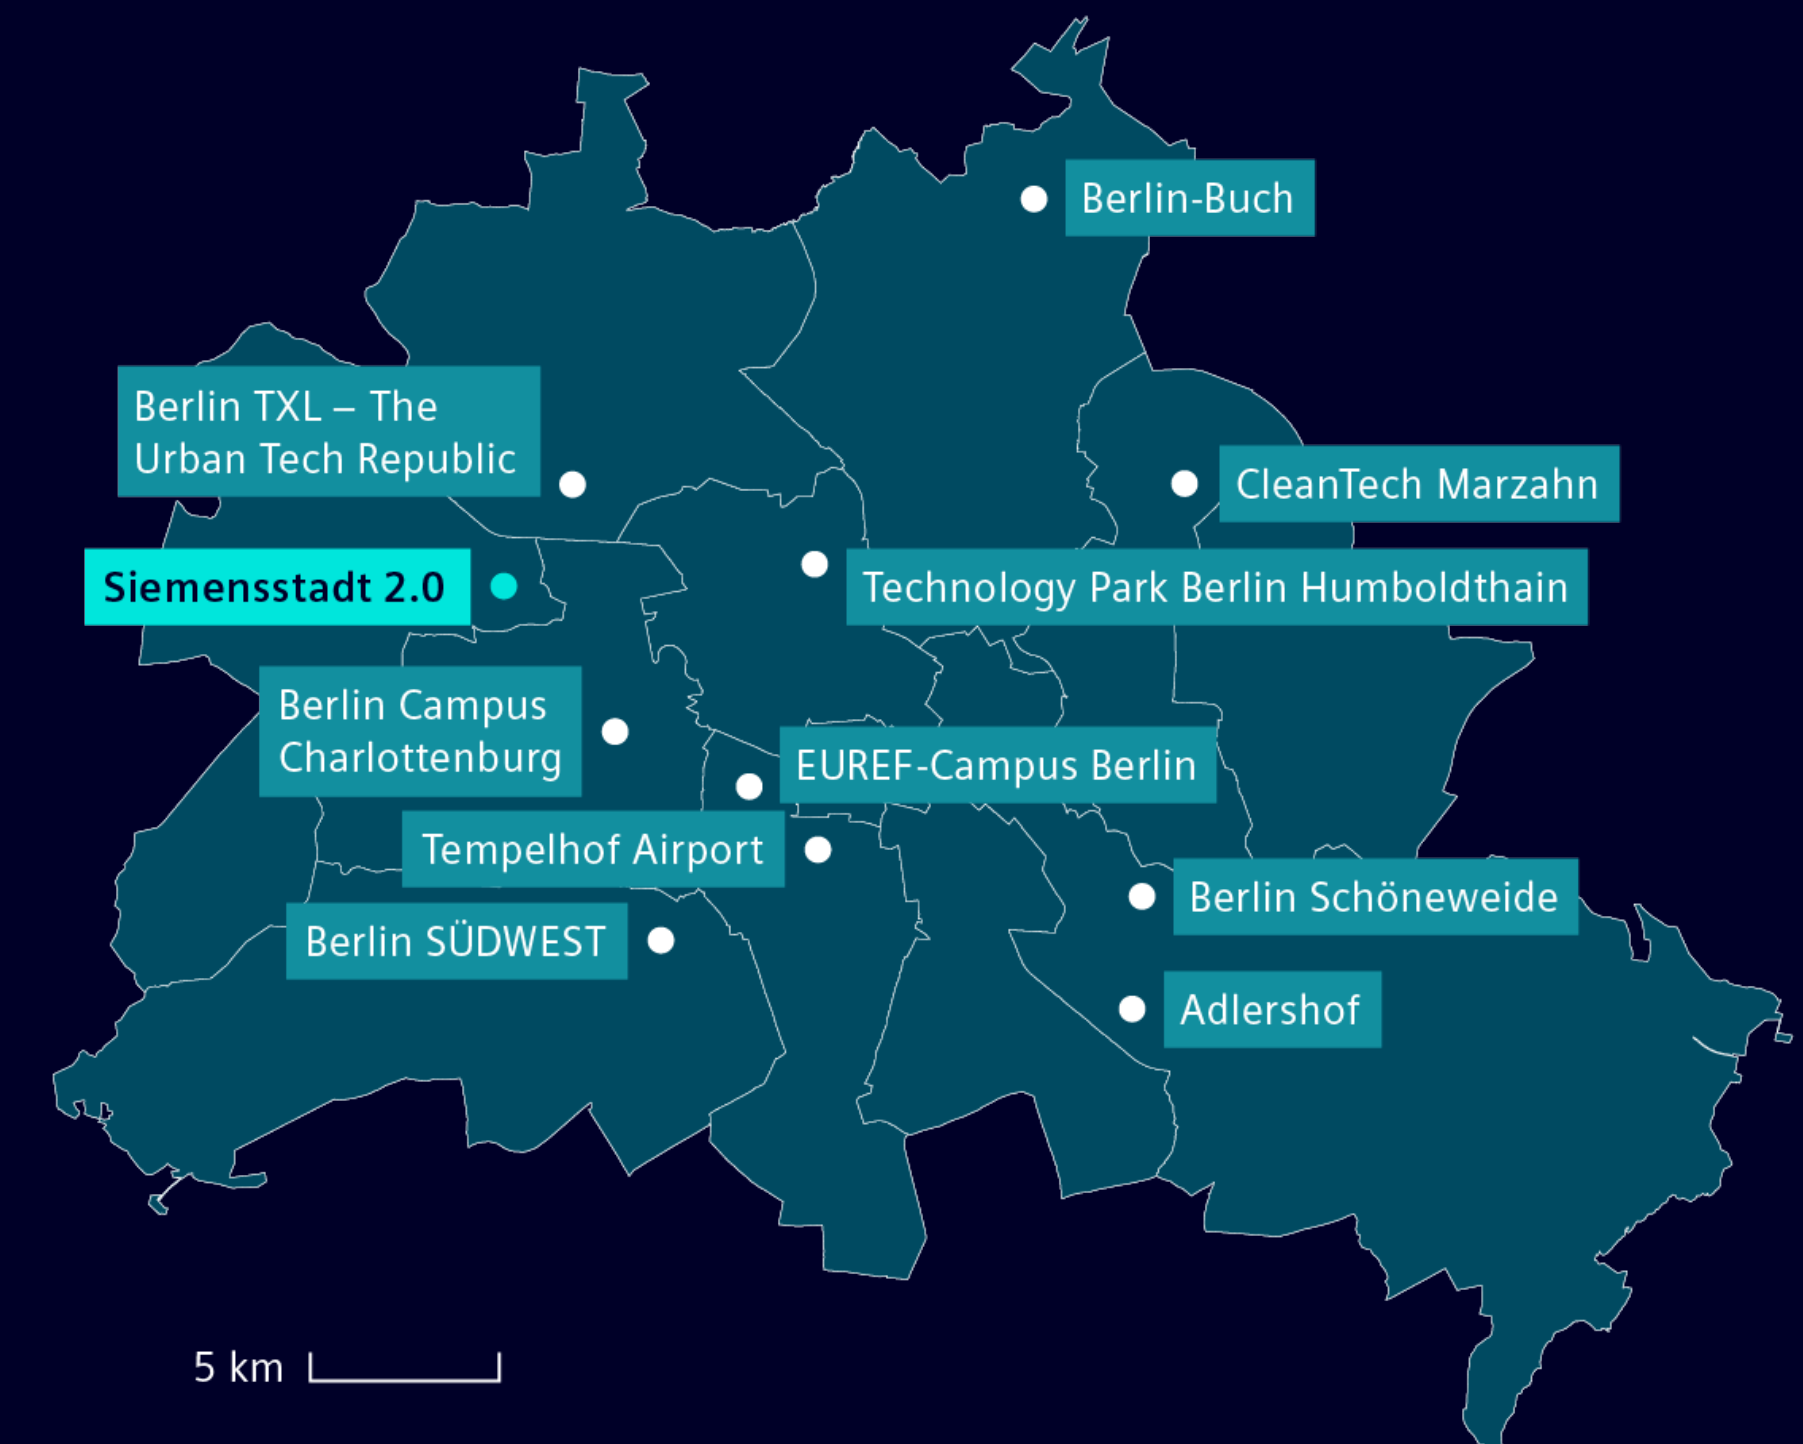 Berlin-Buch
Berlin TXL – The
Urban Tech Republic
CleanTech Marzahn
Siemensstadt 2.0
Technology Park Berlin Humboldthain
Berlin Campus
Charlottenburg
EUREF-Campus Berlin
Tempelhof Airport
Berlin Schöneweide
Berlin SÜDWEST
Adlershof
5 km